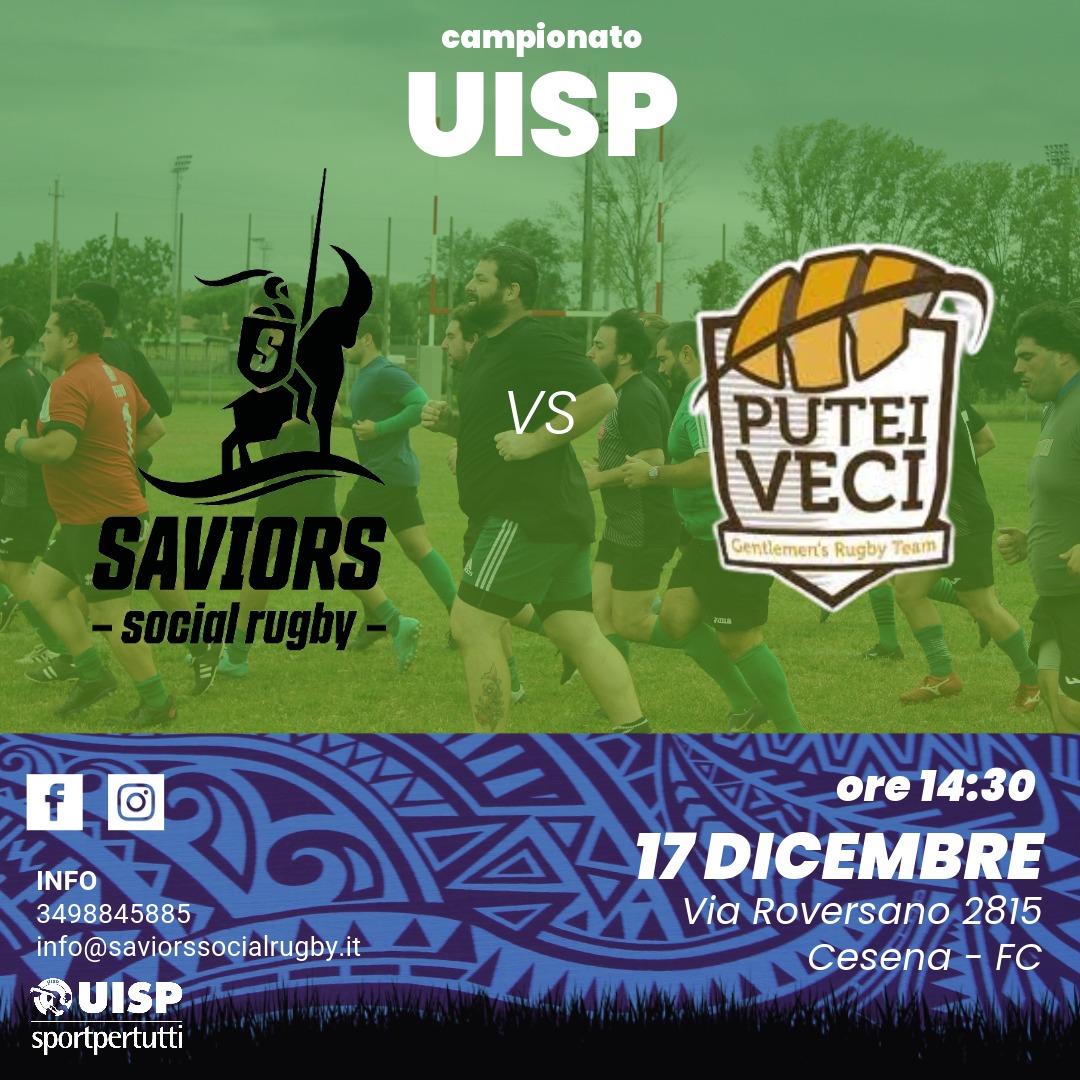 campionato
UISP
VS
S
SAVIORS
- social rugby -
PUTEI
VECI
Gentlemen's Rugby Team
ore 14:30
17 DICEMBRE
Via Roversano 2815
Cesena - FC
INFO
3498845885
info@saviorssocialrugby.it
UISP
sportpertutti